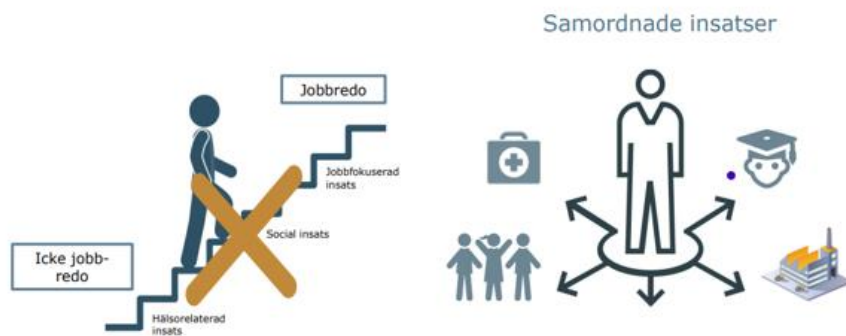 Samordnade insatser
Jobbredo
Jobbfokuserad
insats
Social insats
Icke jobb-
redo
Hälsorelaterad
insats